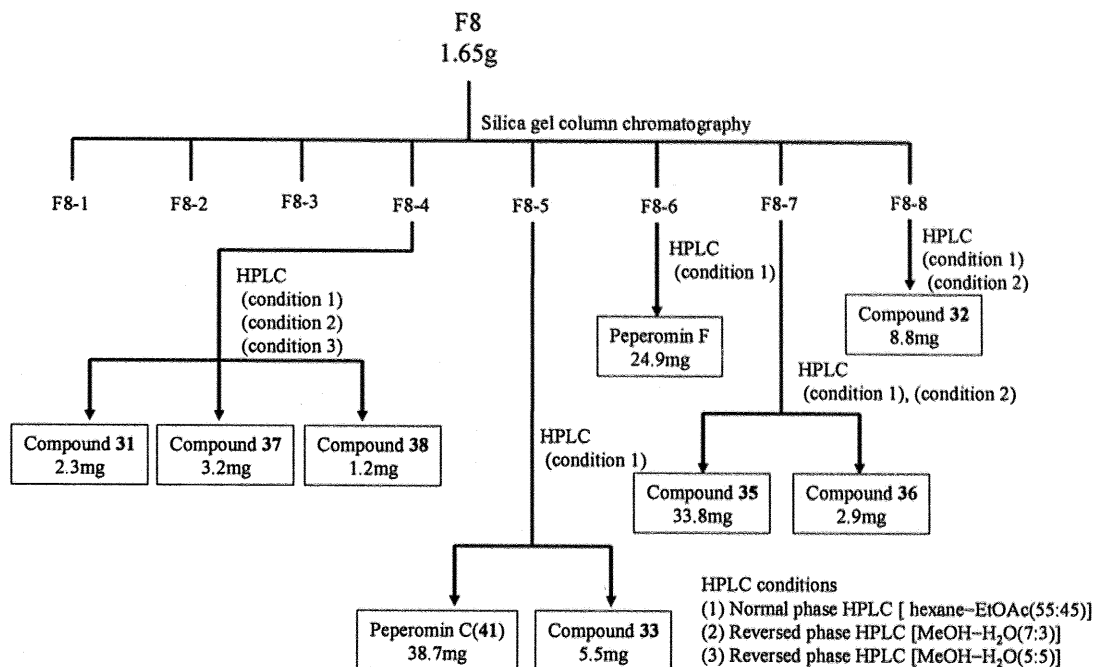 F8
1.65g
Silica gel column chromatography
F8-1
F8-2
F8-3
F8-4
F8-5
F8-6
F8-7
F8-8
HPLC
(condition 1)
(condition 2)
(condition 3)
Compound 31
2.3mg
Compound 37
3.2mg
Compound 38
1.2mg
HPLC
(condition 1)
Peperomin C(41)
38.7mg
Compound 33
5.5mg
HPLC
(condition 1)
Peperomin F
24.9mg
HPLC
(condition 1), (condition 2)
Compound 35
33.8mg
Compound 36
2.9mg
HPLC
(condition 1)
(condition 2)
Compound 32
8.8mg
HPLC conditions
(1) Normal phase HPLC [ hexane-EtOAc(55:45)]
(2) Reversed phase HPLC [MeOH-H₂O(7:3)]
(3) Reversed phase HPLC [MeOH-H₂O(5:5)]